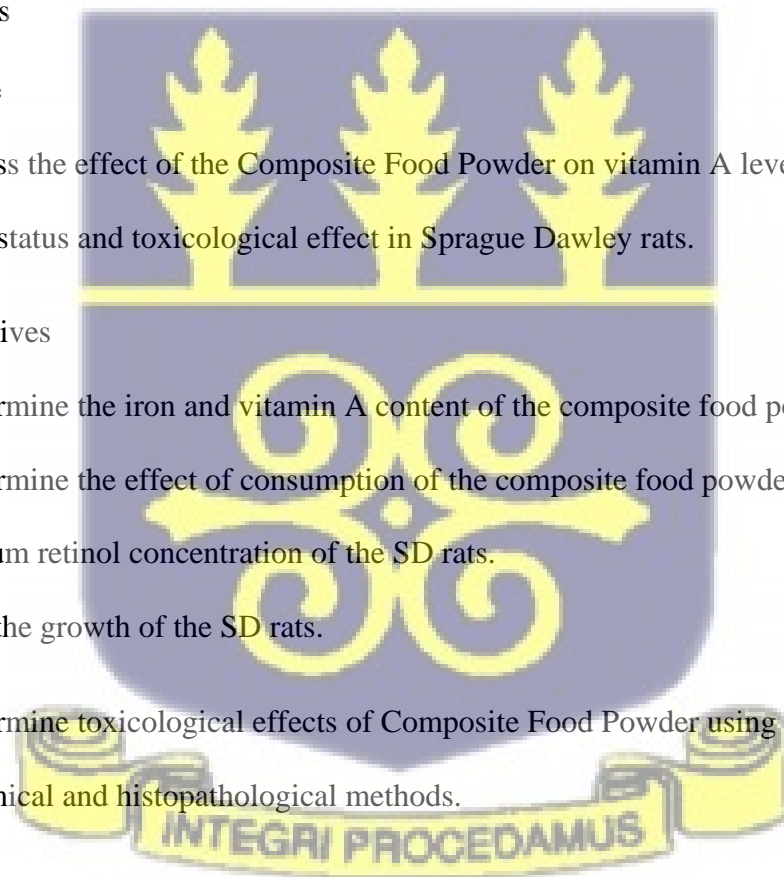 ss the effect of the Composite Food Powder on vitamin A leve
status and toxicological effect in Sprague Dawley rats.
ives
rmine the iron and vitamin A content of the composite food po
rmine the effect of consumption of the composite food powde
um retinol concentration of the SD rats.
the growth of the SD rats.
rmine toxicological effects of Composite Food Powder using
nical and histopathological methods.
INTEGRI PROCEDAMUS